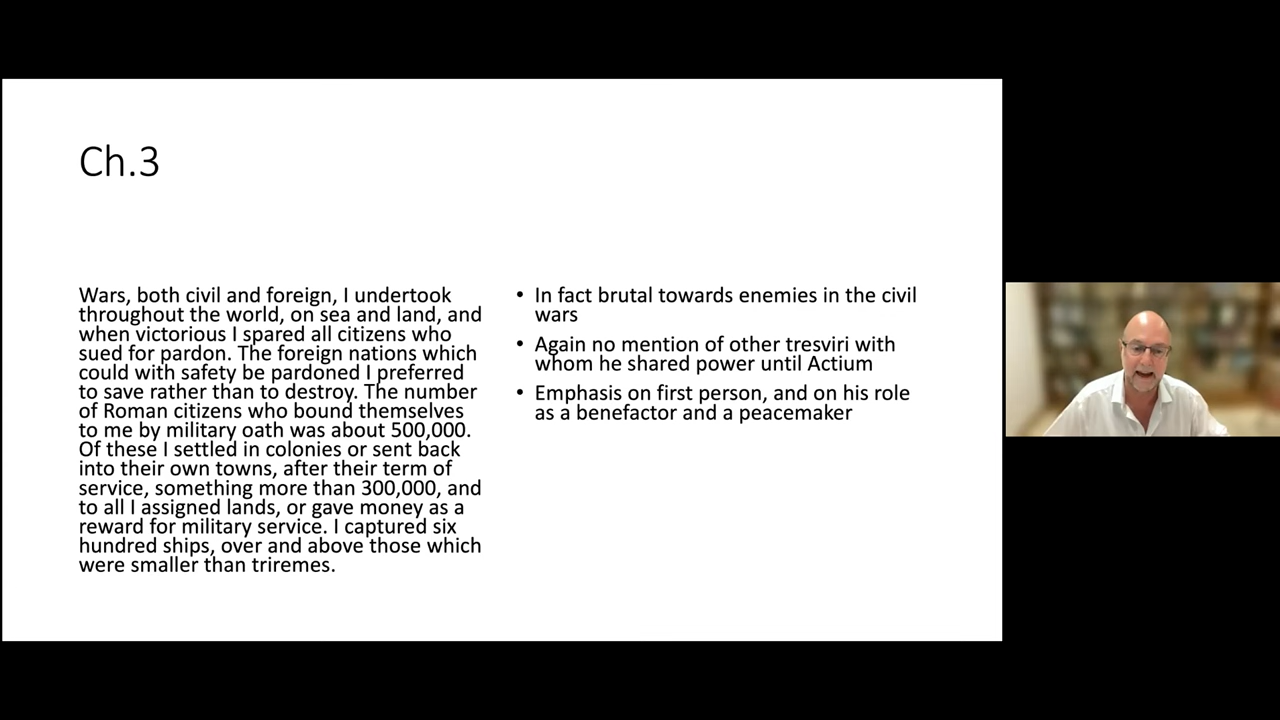 Ch.3
Wars, both civil and foreign, I undertook
throughout the world, on sea and land, and
when victorious I spared all citizens who
sued for pardon. The foreign nations which
could with safety be pardoned I preferred
to save rather than to destroy. The number
of Roman citizens who bound themselves
to me by military oath was about 500,000.
Of these I settled in colonies or sent back
into their own towns, after their term of
service, something more than 300,000, and
to all I assigned lands, or gave money as a
reward for military service. I captured six
hundred ships, over and above those which
were smaller than triremes.
• In fact brutal towards enemies in the civil
wars
• Again no mention of other tresviri with
whom he shared power until Actium
• Emphasis on first person, and on his role
as a benefactor and a peacemaker